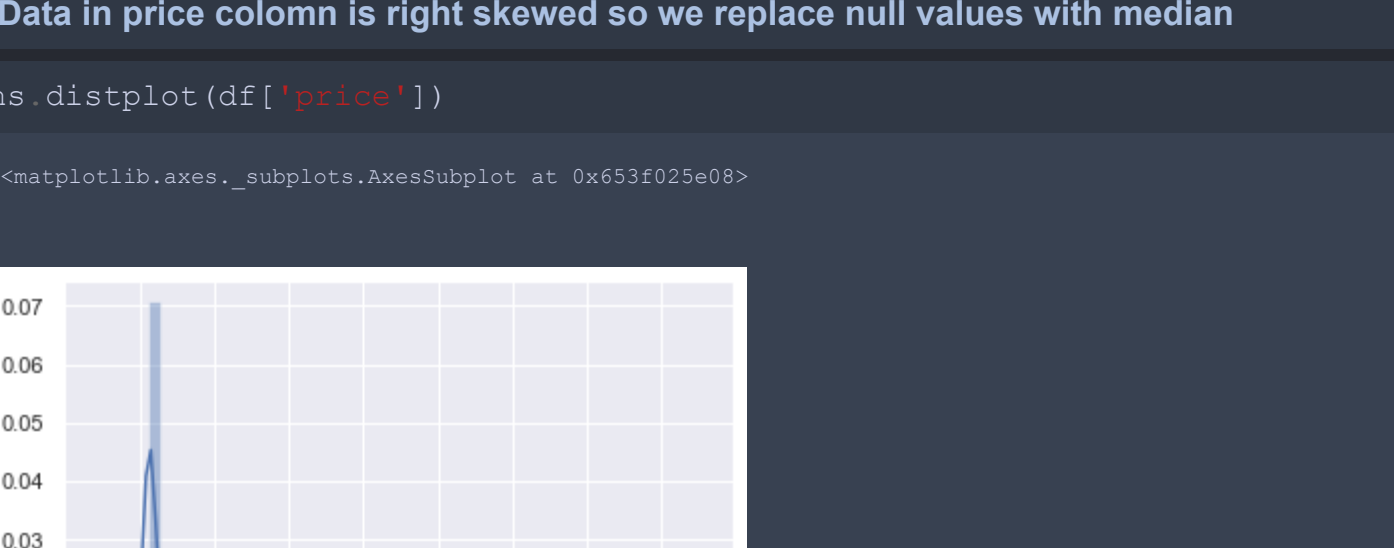 Data in price colomn is right skewed so we replace null values with median
ns.distplot(df['price'])
<matplotlib.axes._subplots.AxesSubplot at 0x653f025e08>
0.07
0.06
0.05
0.04
0.03